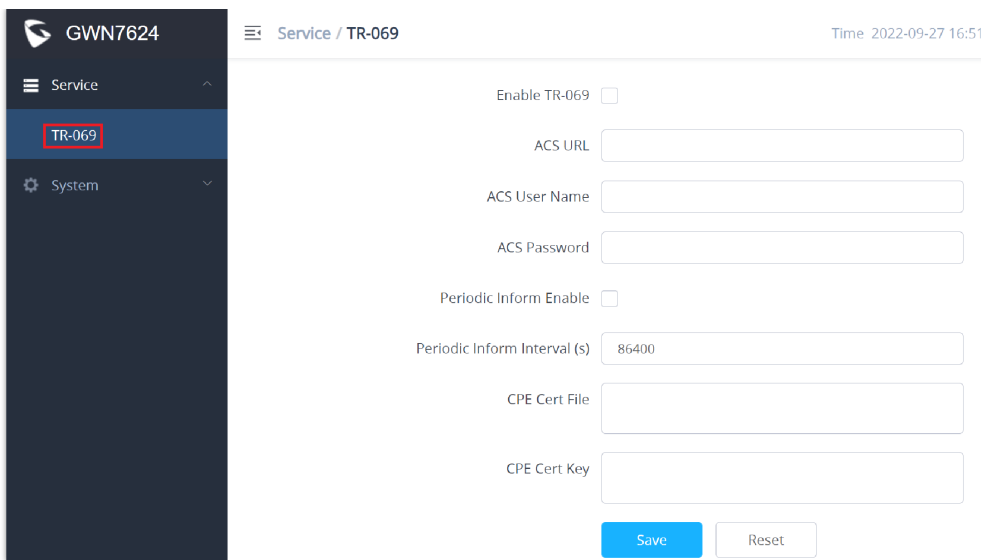 GWN7624
Service / TR-069
Time 2022-09-27 16:51
Service
TR-069
System
Enable TR-069
ACS URL
ACS User Name
ACS Password
Periodic Inform Enable
Periodic Inform Interval (s) 86400
CPE Cert File
CPE Cert Key
Save Reset